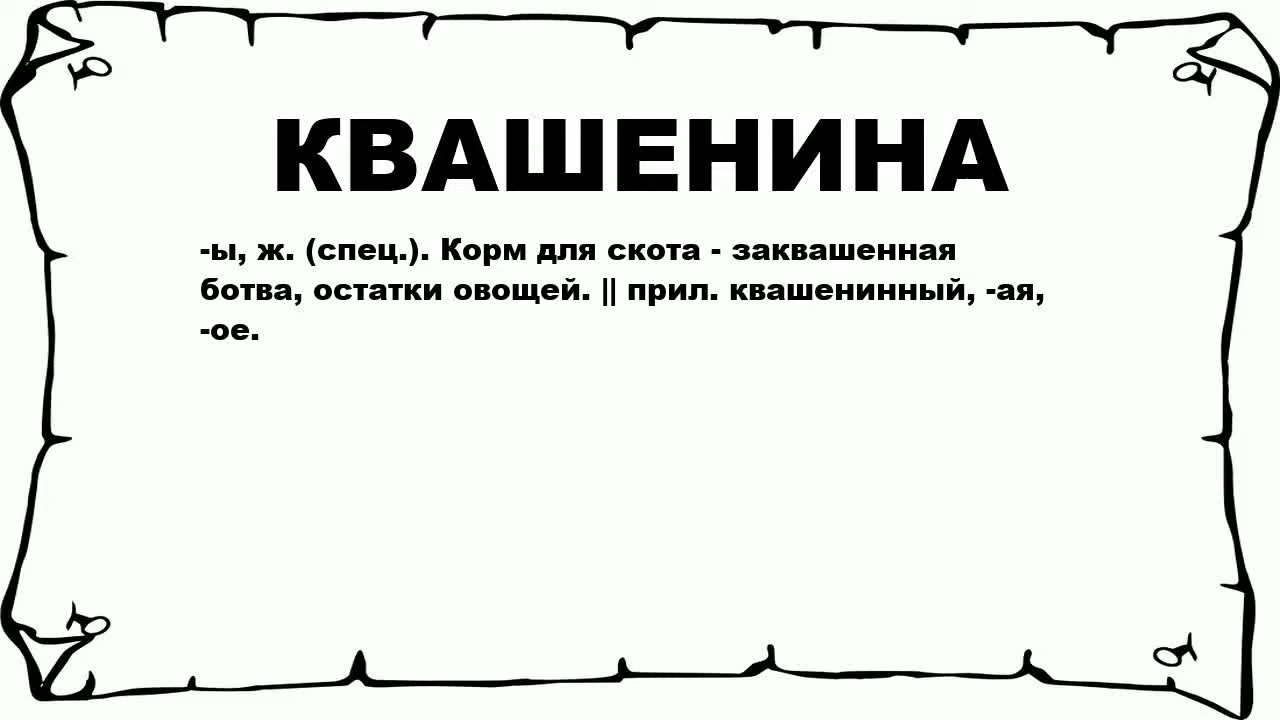 КВАШЕНИНА
-ы, ж. (спец.). Корм для скота - заквашенная
ботва, остатки овощей. || прил. квашенинный, -ая,
-ое.